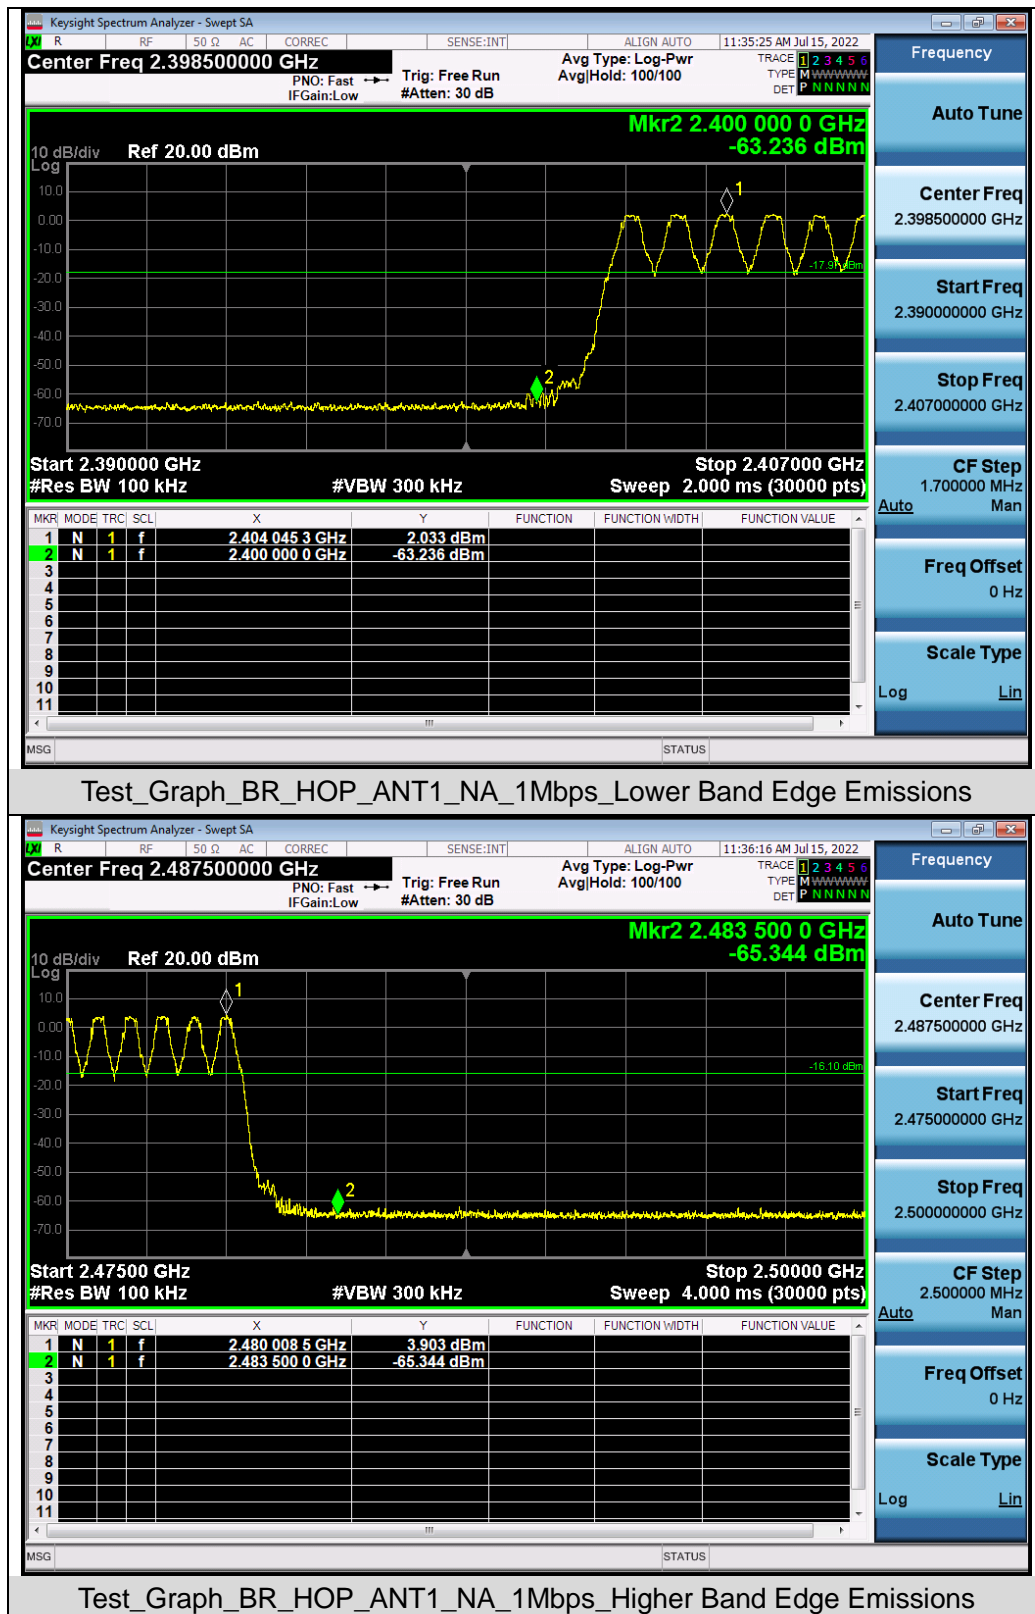 Keysight Spectrum Analyzer - Swept SA
LXI R RF 50 Ω AC CORREC SENSE:INT ALIGN AUTO 11:35:25 AM Jul 15, 2022
Center Freq 2.398500000 GHz
PNO: Fast
IFGain:Low
Trig: Free Run
#Atten: 30 dB
Avg Type: Log-Pwr
Avg|Hold: 100/100
TRACE 1 2 3 4 5 6
TYPE M W W W W W
DET P N N N N N
Mkr2 2.400 000 0 GHz
-63.236 dBm
10 dB/div Ref 20.00 dBm
Log
10.0
0.00
-10.0
-20.0
-30.0
-40.0
-50.0
-60.0
-70.0
1
2
Start 2.390000 GHz Stop 2.407000 GHz
#Res BW 100 kHz #VBW 300 kHz Sweep 2.000 ms (30000 pts)
MKR MODE TRC SCL X Y FUNCTION FUNCTION WIDTH FUNCTION VALUE
1 N 1 f 2.404 045 3 GHz 2.033 dBm
2 N 1 f 2.400 000 0 GHz -63.236 dBm
3
4
5
6
7
8
9
10
11
MSG STATUS
Frequency
Auto Tune
Center Freq
2.398500000 GHz
Start Freq
2.390000000 GHz
Stop Freq
2.407000000 GHz
CF Step
1.700000 MHz
Auto Man
Freq Offset
0 Hz
Scale Type
Log Lin
Test_Graph_BR_HOP_ANT1_NA_1Mbps_Lower Band Edge Emissions
Keysight Spectrum Analyzer - Swept SA
LXI R RF 50 Ω AC CORREC SENSE:INT ALIGN AUTO 11:36:16 AM Jul 15, 2022
Center Freq 2.487500000 GHz
PNO: Fast
IFGain:Low
Trig: Free Run
#Atten: 30 dB
Avg Type: Log-Pwr
Avg|Hold: 100/100
TRACE 1 2 3 4 5 6
TYPE M W W W W W
DET P N N N N N
Mkr2 2.483 500 0 GHz
-65.344 dBm
10 dB/div Ref 20.00 dBm
Log
10.0
0.00
-10.0
-20.0
-30.0
-40.0
-50.0
-60.0
-70.0
1
-16.10 dBm
2
Start 2.47500 GHz Stop 2.50000 GHz
#Res BW 100 kHz #VBW 300 kHz Sweep 4.000 ms (30000 pts)
MKR MODE TRC SCL X Y FUNCTION FUNCTION WIDTH FUNCTION VALUE
1 N 1 f 2.480 008 5 GHz 3.903 dBm
2 N 1 f 2.483 500 0 GHz -65.344 dBm
3
4
5
6
7
8
9
10
11
MSG STATUS
Frequency
Auto Tune
Center Freq
2.487500000 GHz
Start Freq
2.475000000 GHz
Stop Freq
2.500000000 GHz
CF Step
2.500000 MHz
Auto Man
Freq Offset
0 Hz
Scale Type
Log Lin
Test_Graph_BR_HOP_ANT1_NA_1Mbps_Higher Band Edge Emissions